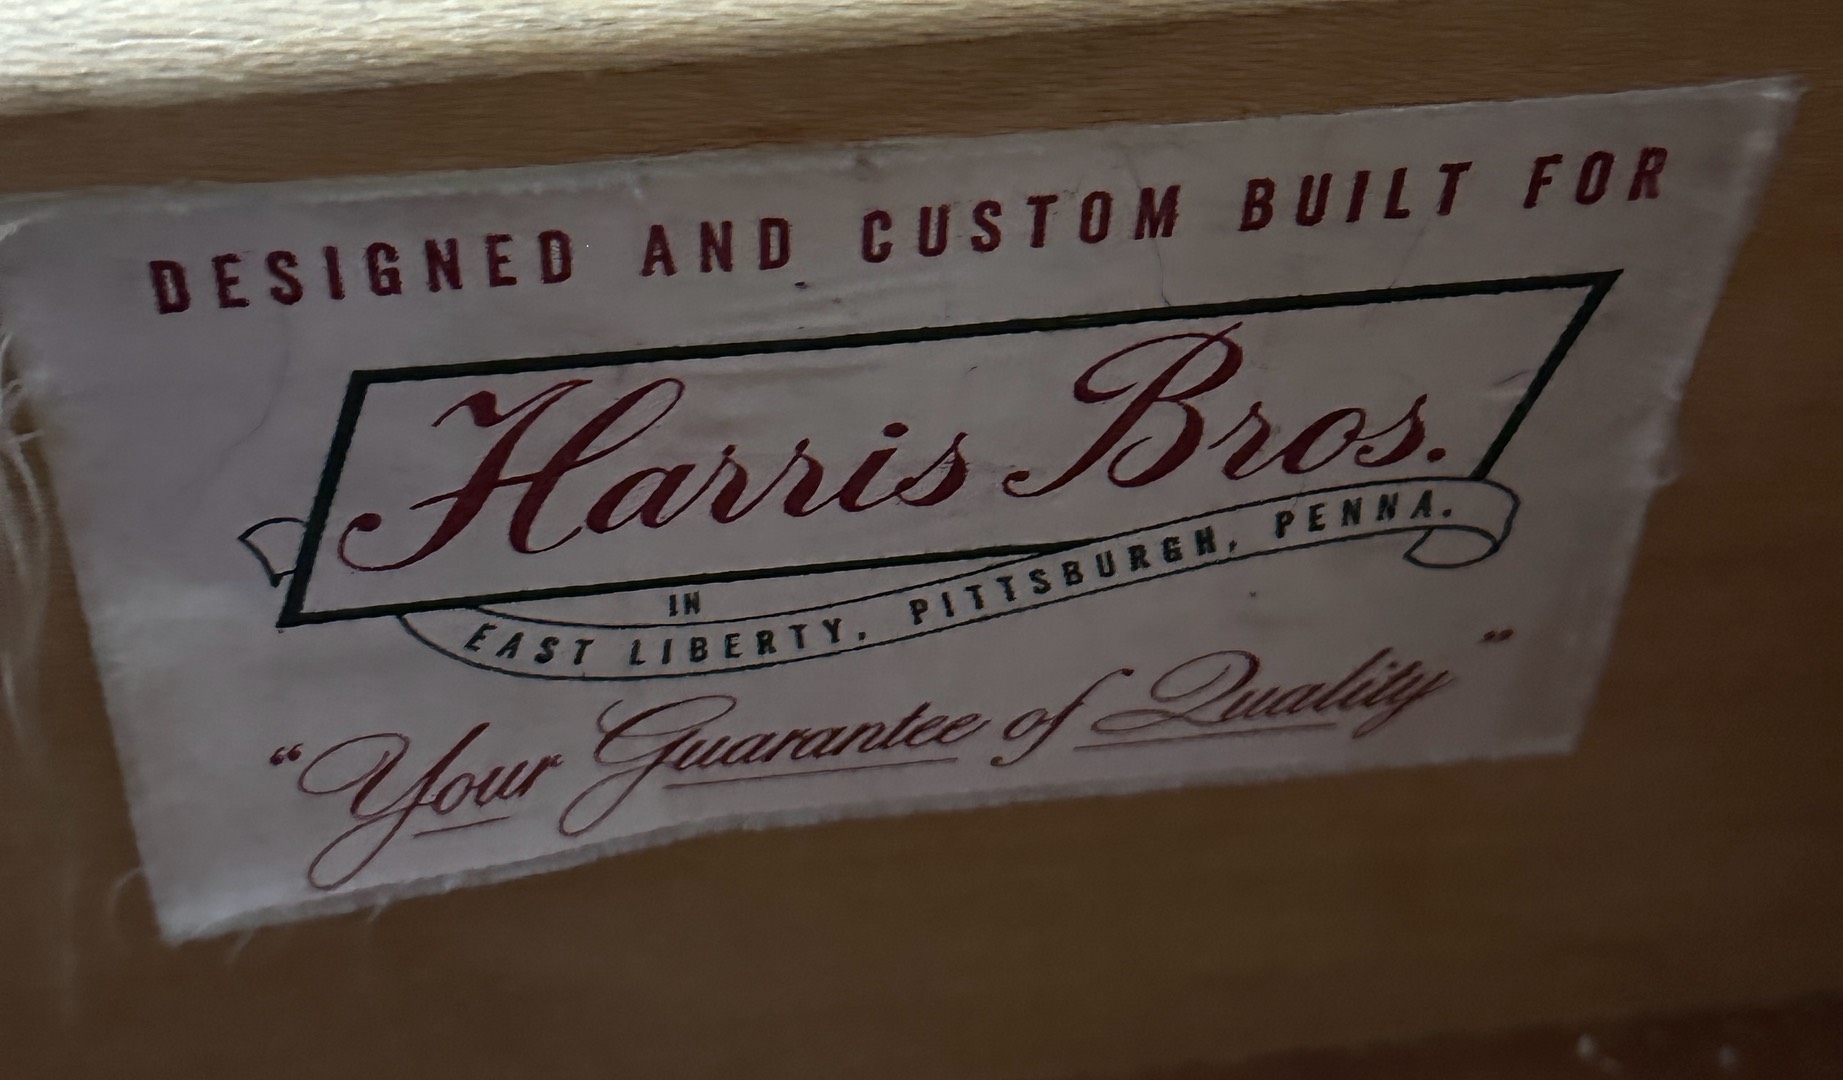 DESIGNED AND CUSTOM BUILT FOR
Harris Bros.
IN
EAST LIBERTY, PITTSBURGH, PENNA.
"Your Guarantee of Quality"